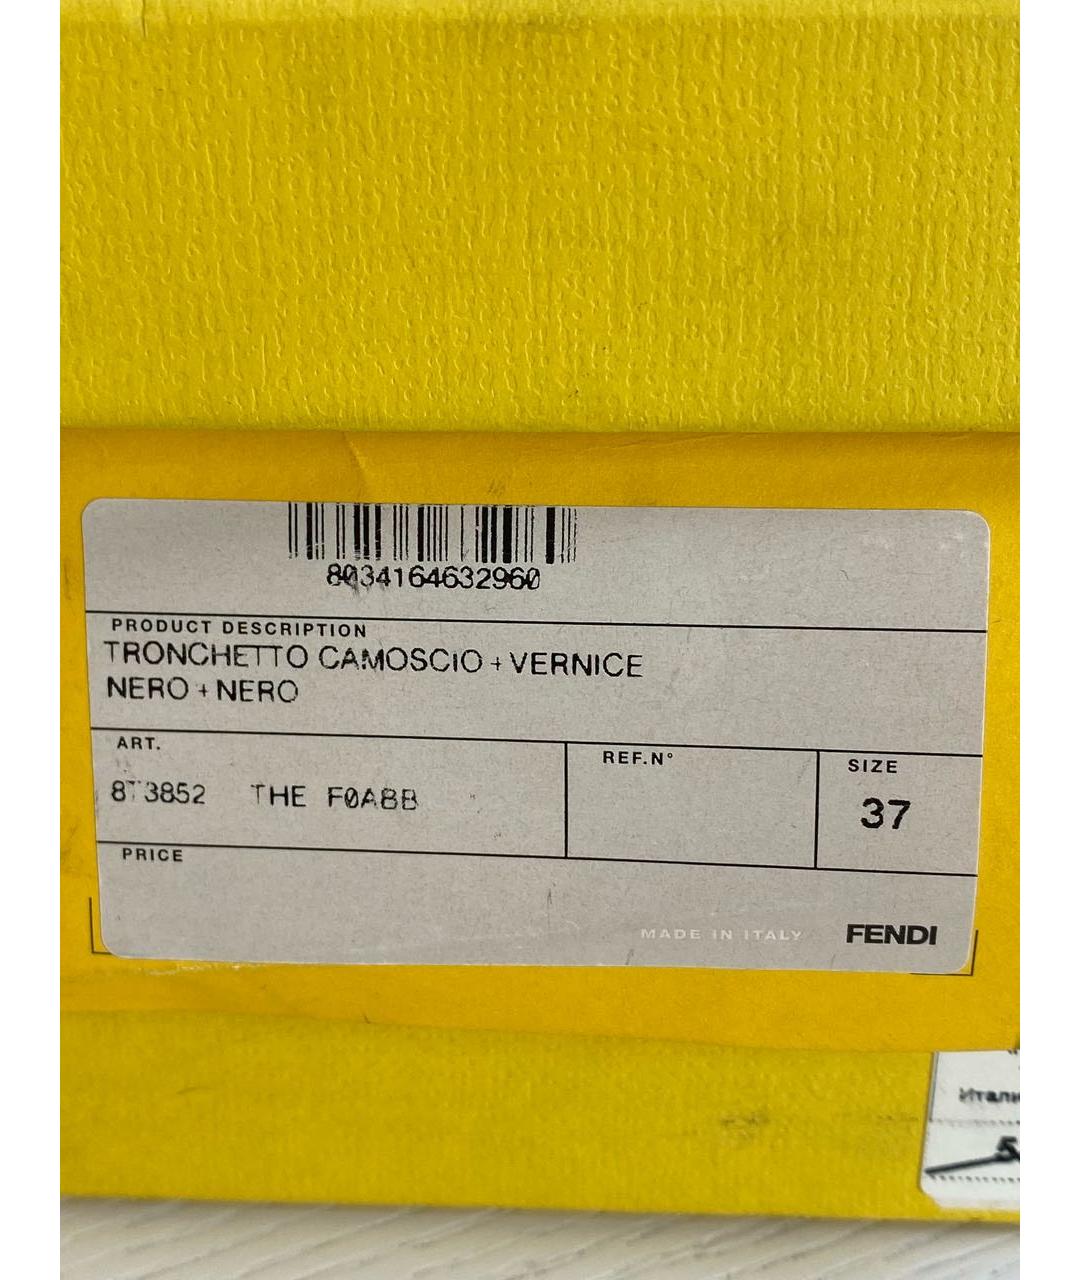 8034164632960
PRODUCT DESCRIPTION
TRONCHETTO CAMOSCIO + VERNICE
NERO + NERO
ART.
8T3852 THE F0ABB
REF.N°
SIZE
37
PRICE
MADE IN ITALY
FENDI